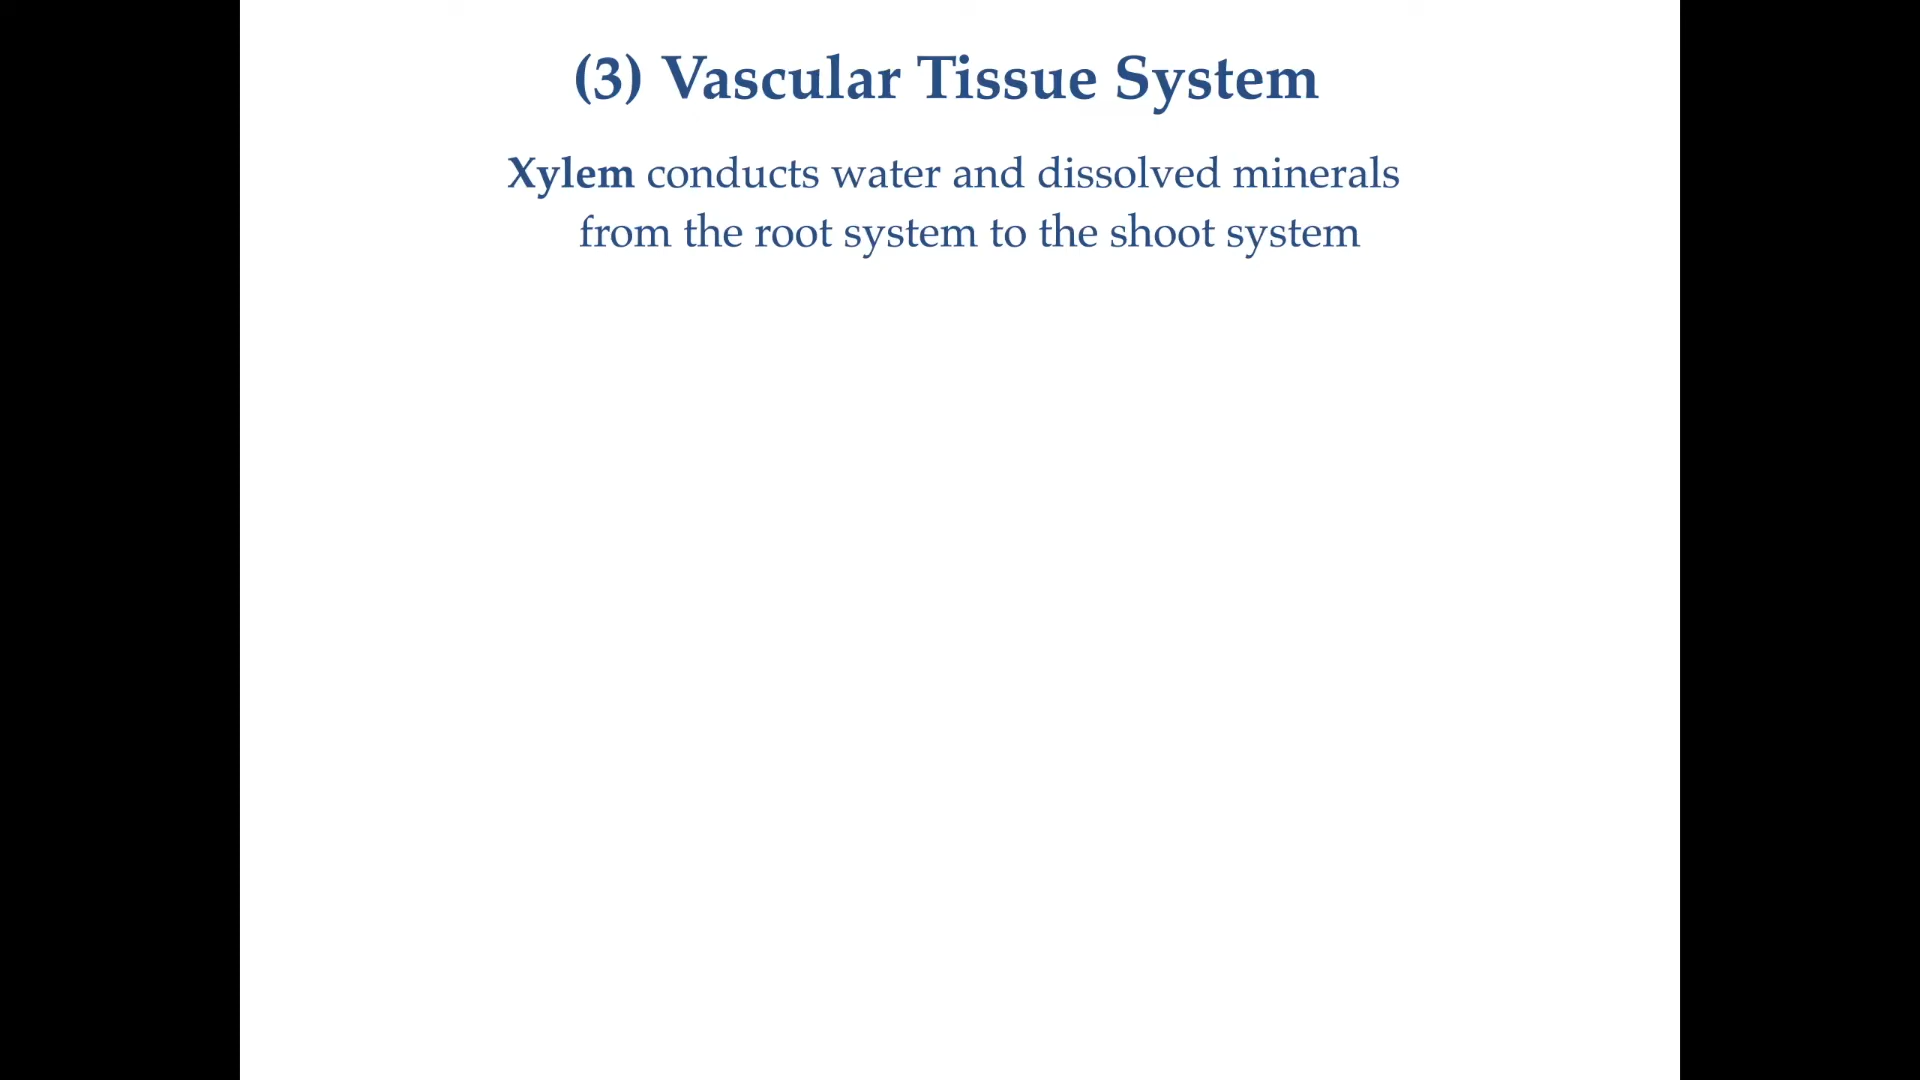 (3) Vascular Tissue System
Xylem conducts water and dissolved minerals
from the root system to the shoot system